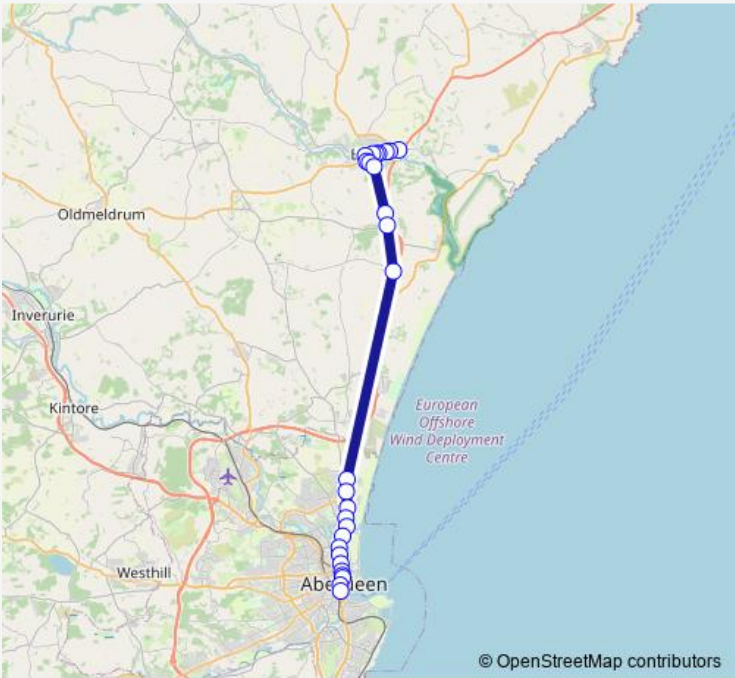 Oldmeldrum
Inverurie
Kintore
European
Offshore
Wind Deployment
Centre
Westhill
Aberdeen
© OpenStreetMap contributors